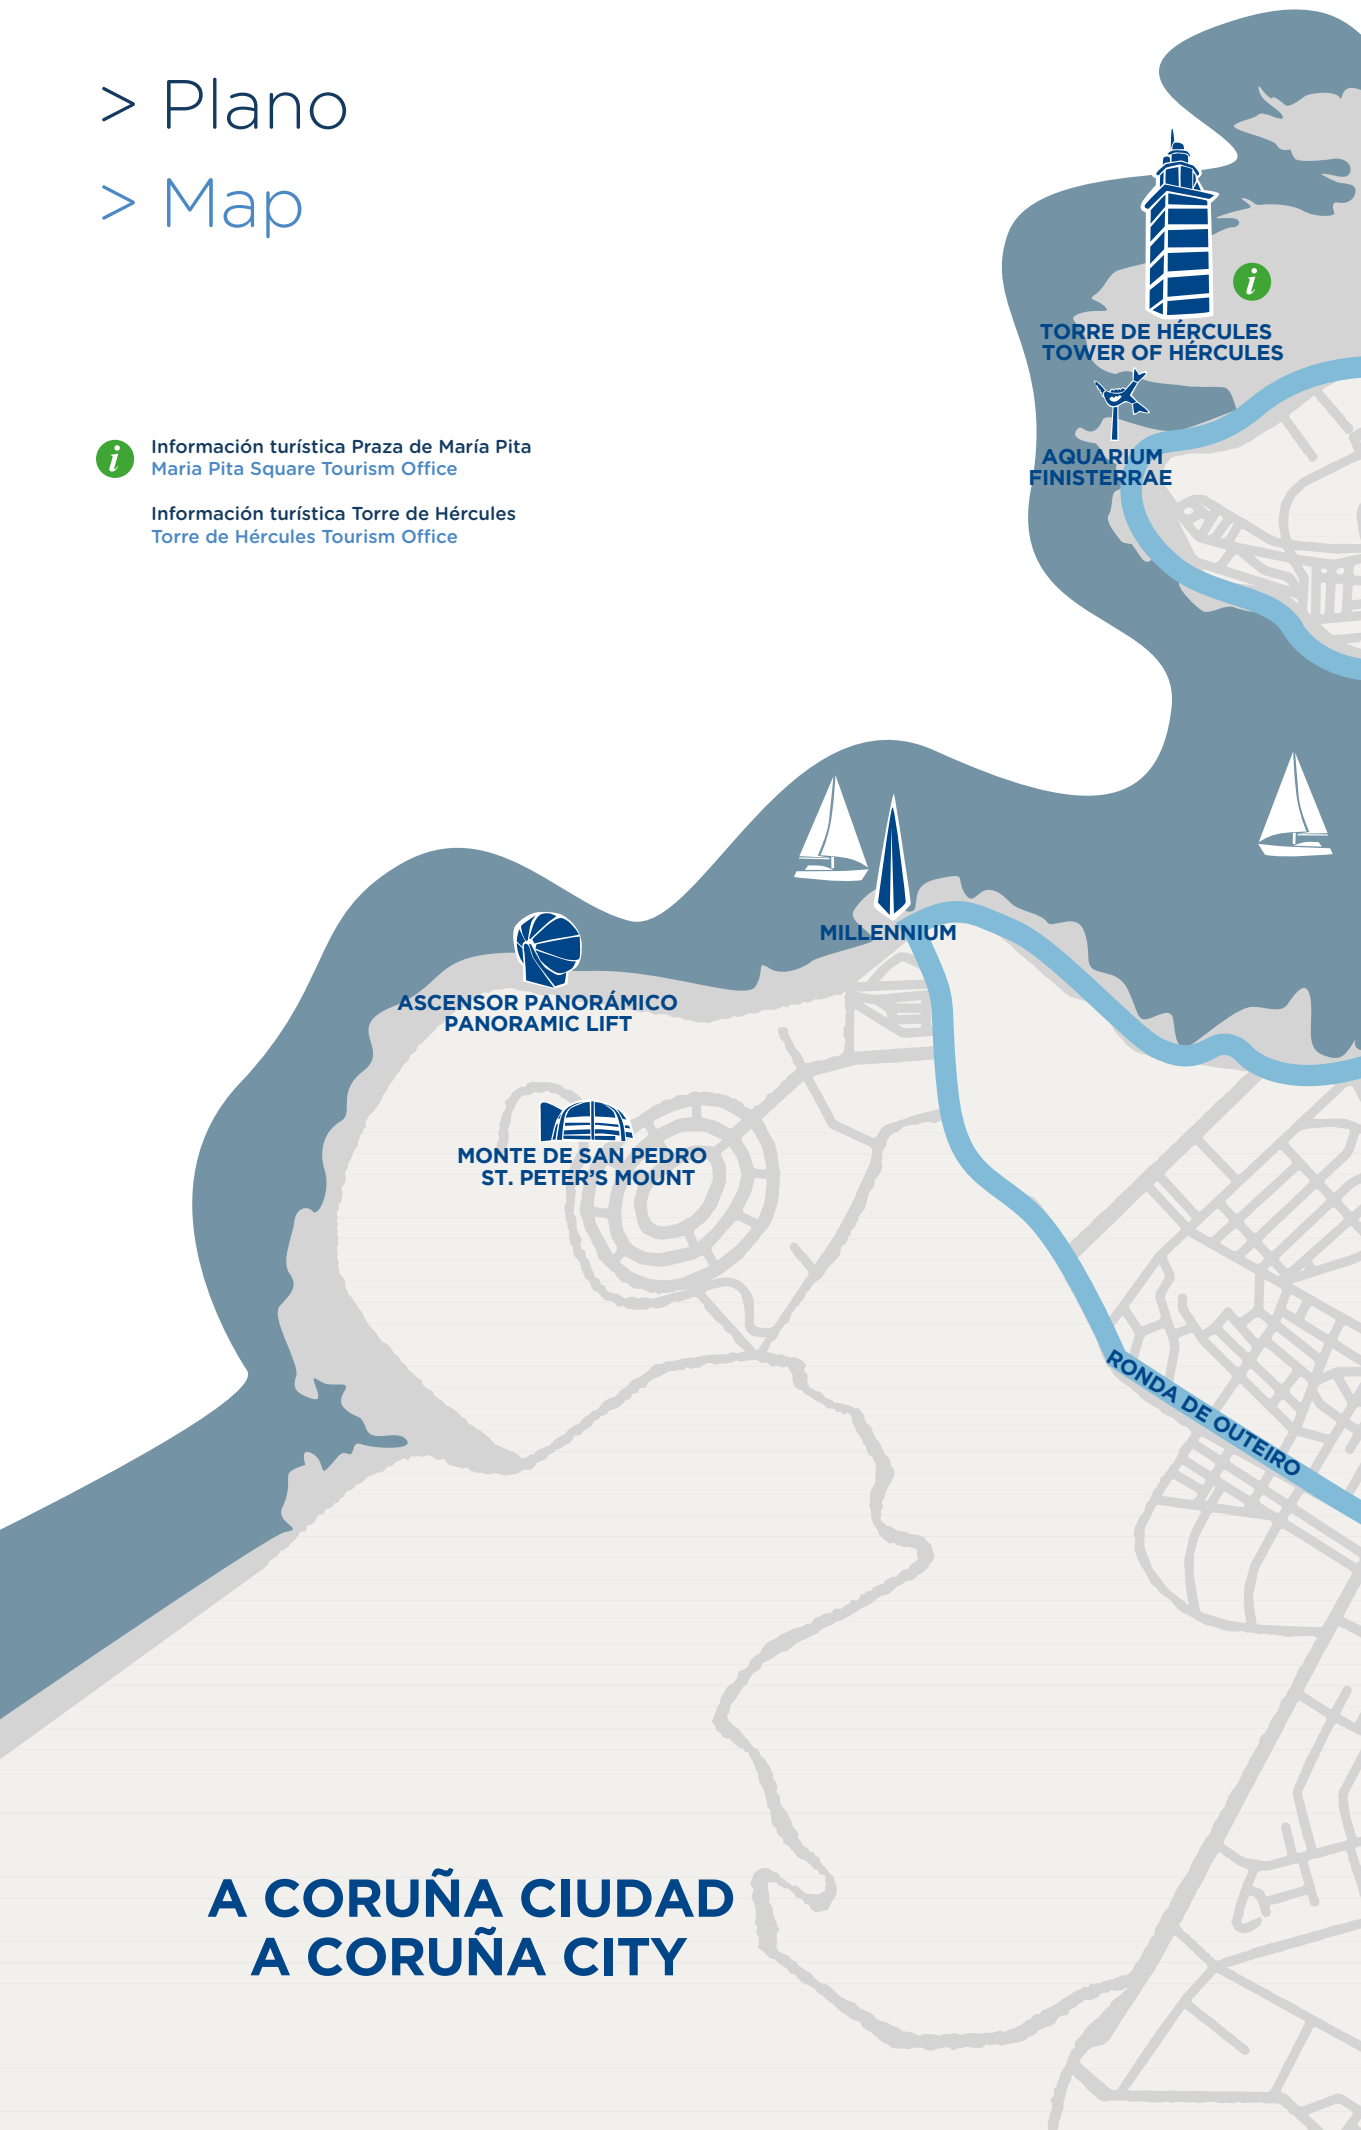 > Plano
> Map
i
Información turística Praza de María Pita
Maria Pita Square Tourism Office
Información turística Torre de Hércules
Torre de Hércules Tourism Office
i
TORRE DE HÉRCULES
TOWER OF HÉRCULES
AQUARIUM
FINISTERRAE
MILLENNIUM
ASCENSOR PANORÁMICO
PANORAMIC LIFT
MONTE DE SAN PEDRO
ST. PETER’S MOUNT
RONDA DE OUTEIRO
A CORUÑA CIUDAD
A CORUÑA CITY